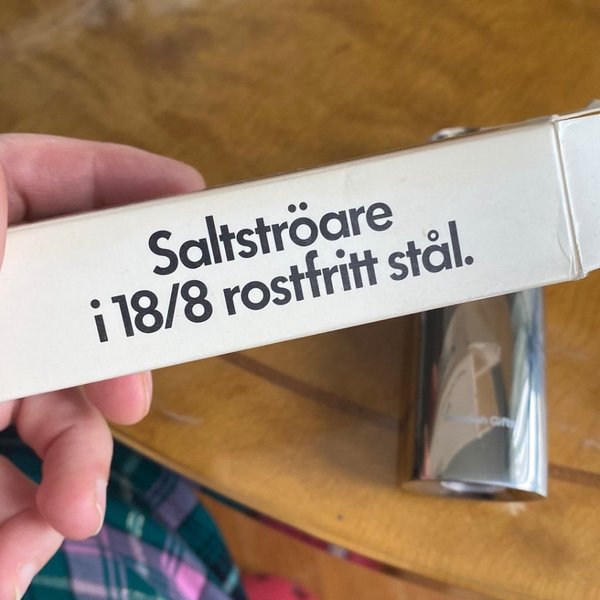 Saltströare
i 18/8 rostfritt stål.